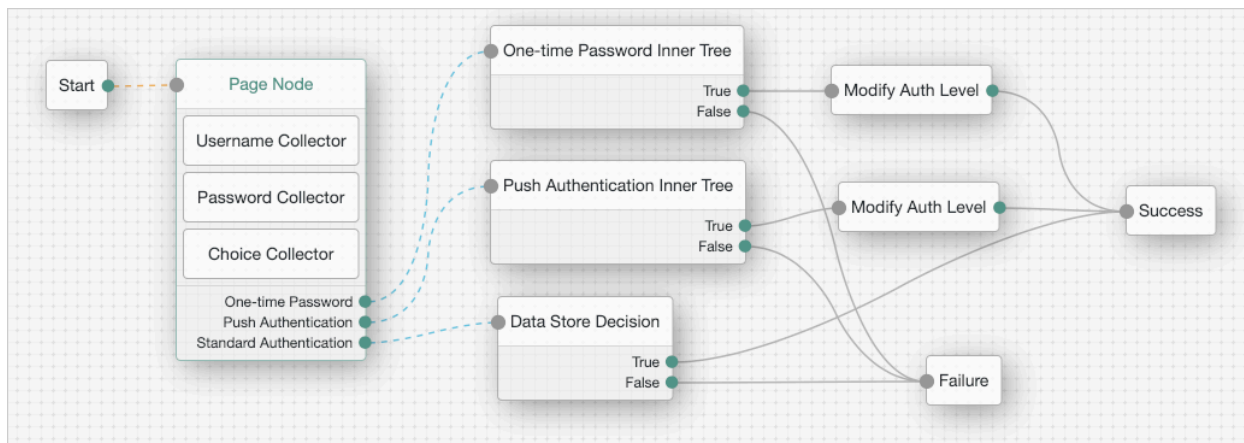 Start
Page Node
Username Collector
Password Collector
Choice Collector
One-time Password
Push Authentication
Standard Authentication
One-time Password Inner Tree
True
False
Push Authentication Inner Tree
True
False
Data Store Decision
True
False
Modify Auth Level
Modify Auth Level
Success
Failure